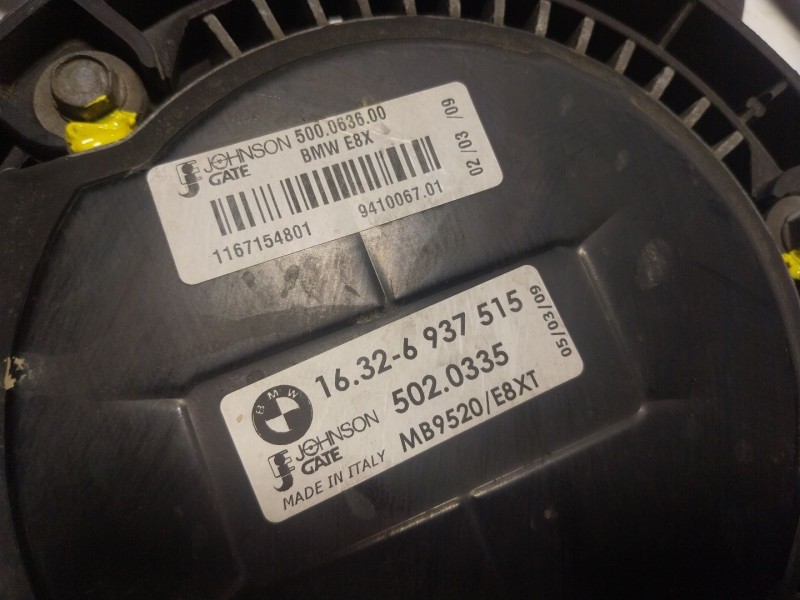 JOHNSON 500.0636.00
GATE BMW E8X
02/03 /09
1167154801 9410067.01
BMW 16.32-6 937 515
05/03/09
JOHNSON 502.0335
GATE MB9520/E8XT
MADE IN ITALY